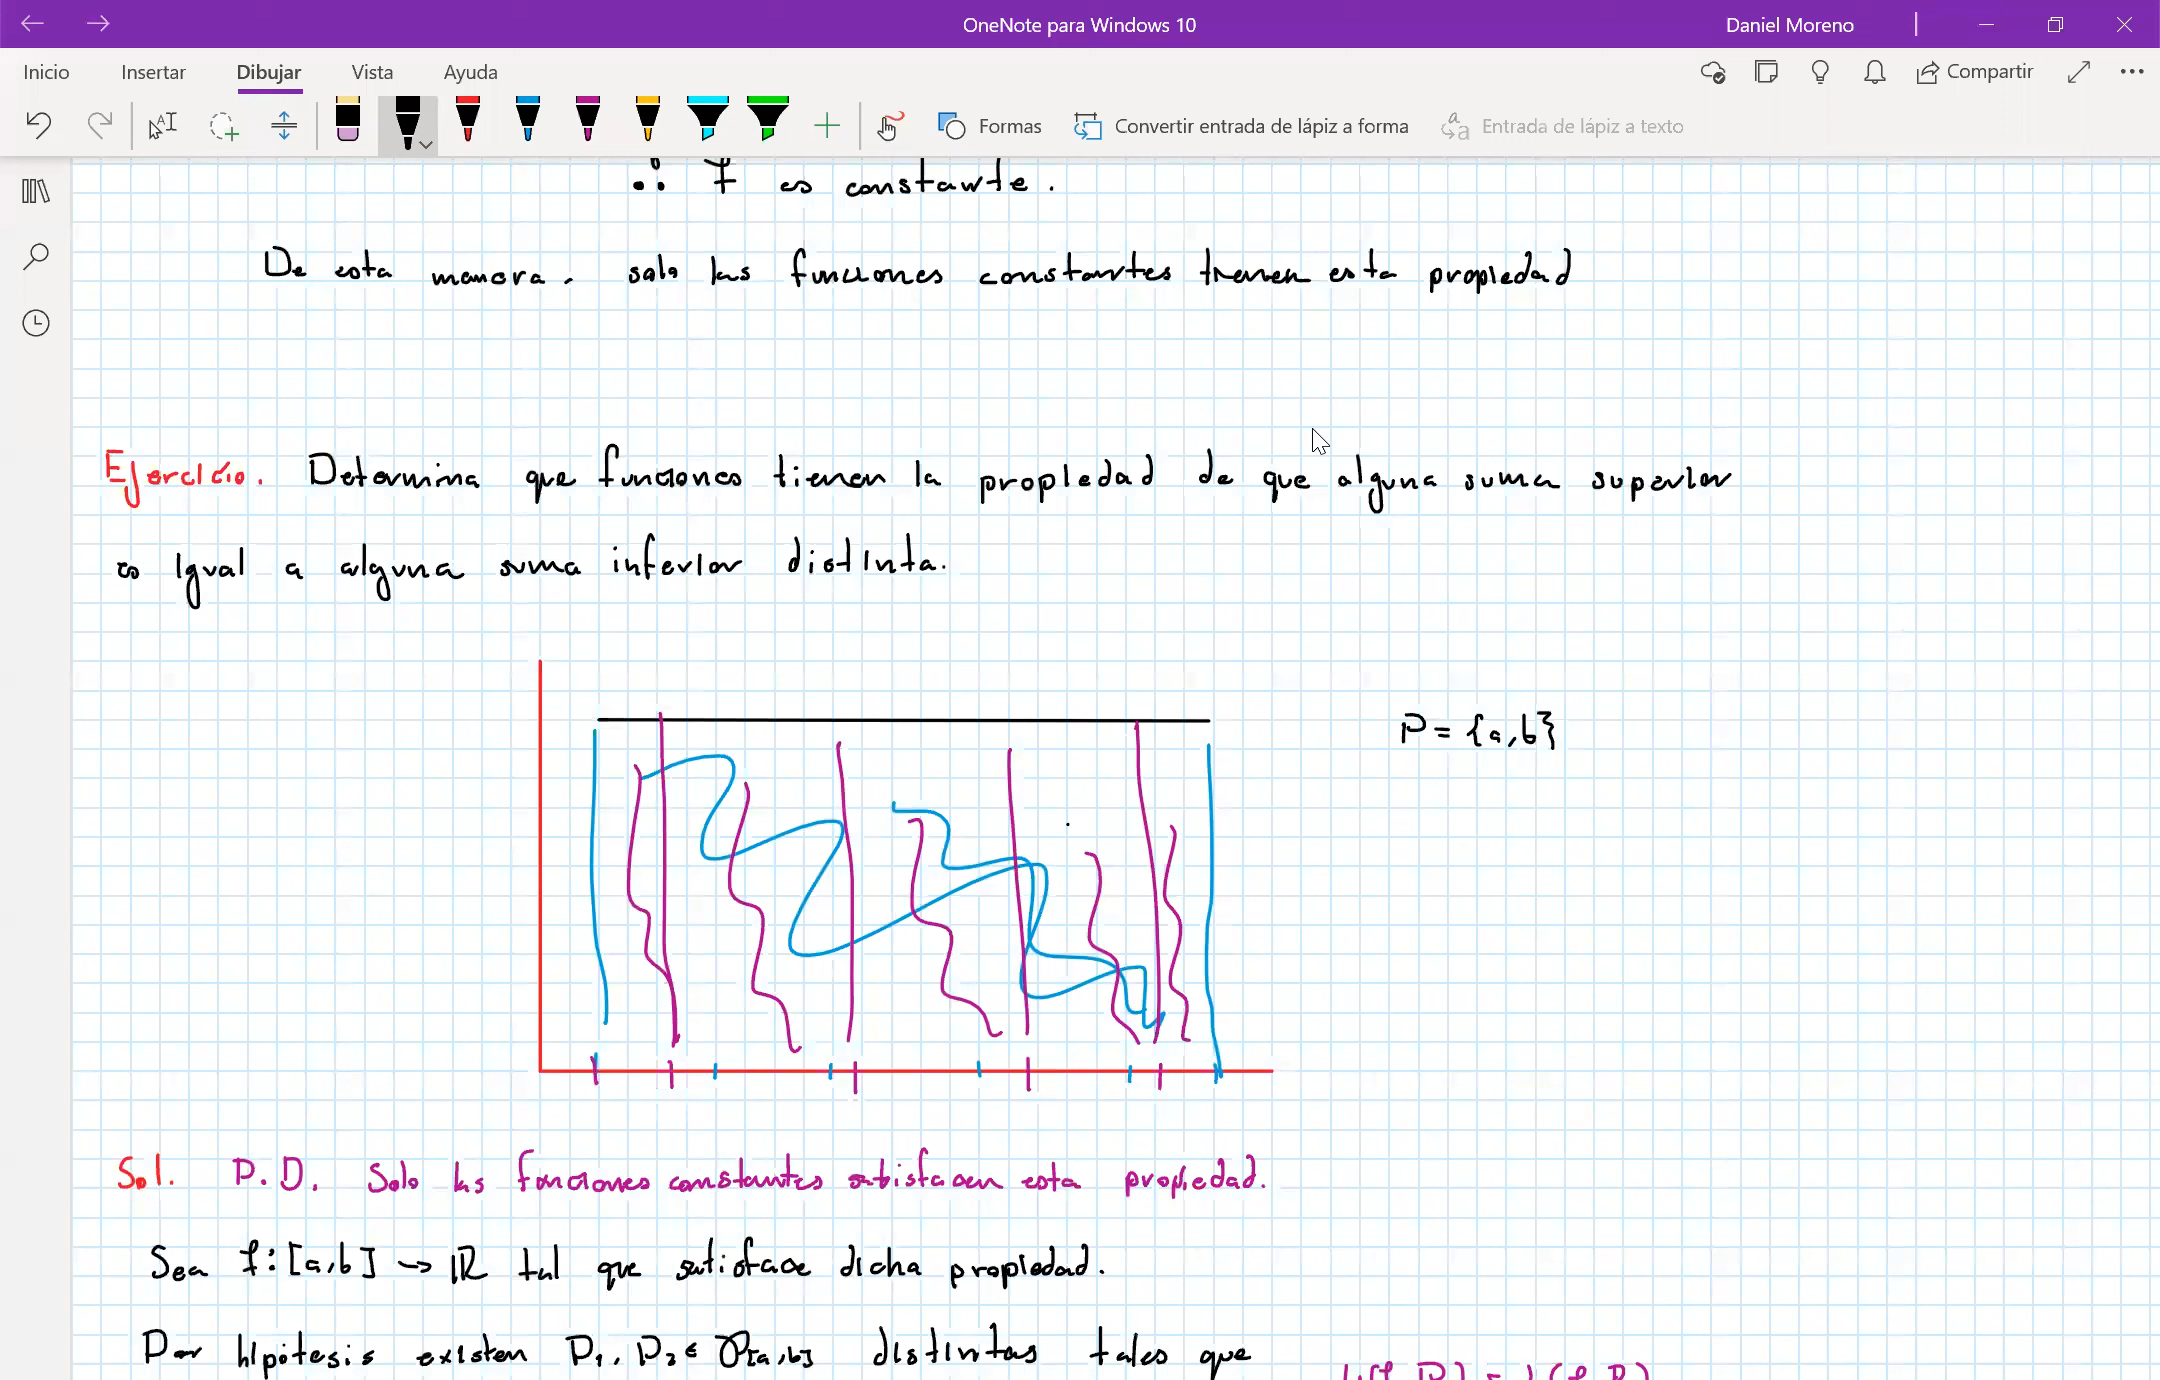 OneNote para Windows 10
Daniel Moreno
Inicio Insertar Dibujar Vista Ayuda
Compartir
Formas Convertir entrada de lápiz a forma Entrada de lápiz a texto
∴ f es constante.
De esta manera. solo las funciones constantes tienen esta propiedad
Ejercicio. Determina que funciones tienen la propiedad de que alguna suma superior
es igual a alguna suma inferior distinta.
P = {a,b}
Sol. P.D. Solo las funciones constantes satisfacen esta propiedad.
Sea f: [a,b] → ℝ tal que satisface dicha propiedad.
Por hipótesis existen P₁, P₂ ∈ 𝒫[a,b] distintas tales que